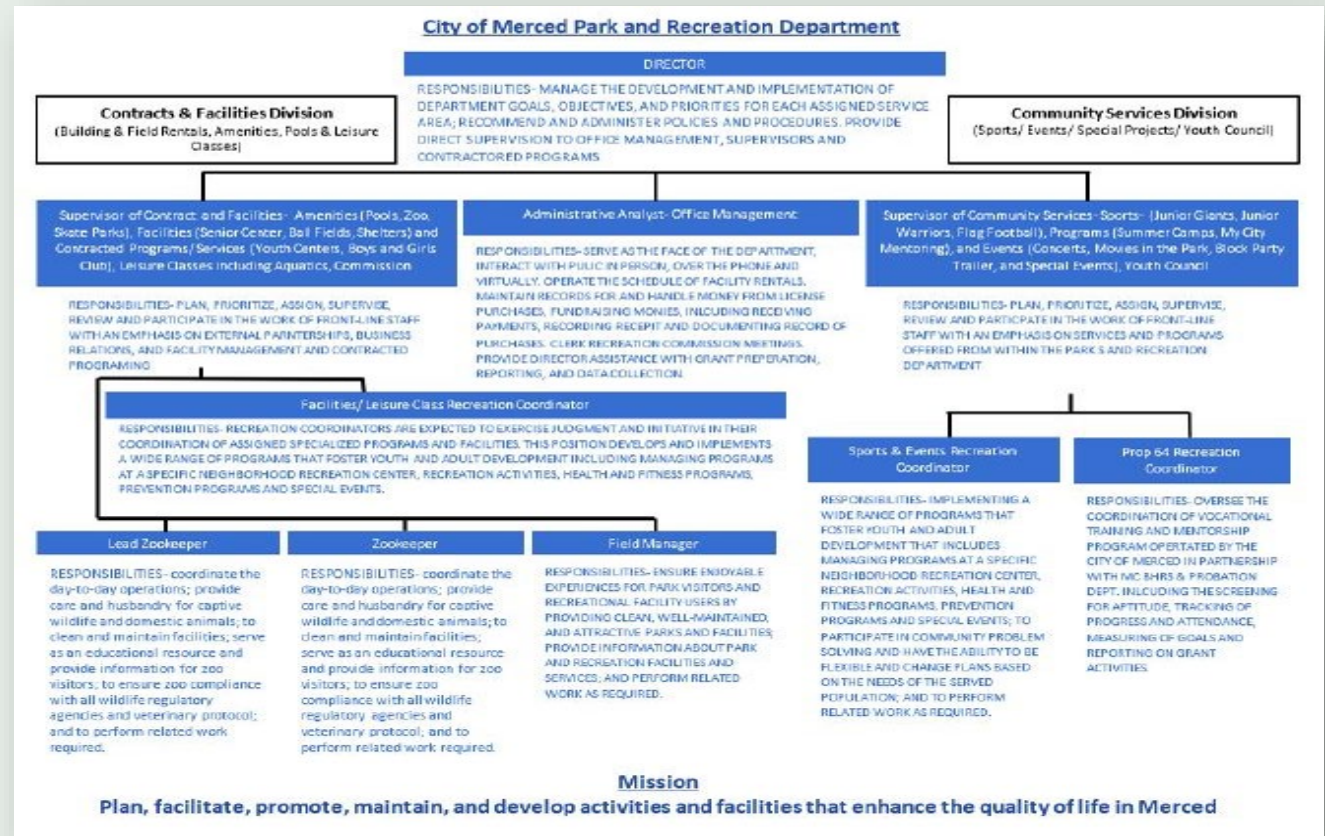 City of Merced Park and Recreation Department
DIRECTOR
RESPONSIBILITIES- MANAGE THE DEVELOPMENT AND IMPLEMENTATION OF
DEPARTMENT GOALS, OBJECTIVES, AND PRIORITIES FOR EACH ASSIGNED SERVICE
AREA; RECOMMEND AND ADMINISTER POLICIES AND PROCEDURES. PROVIDE
DIRECT SUPERVISION TO OFFICE MANAGEMENT, SUPERVISORS AND
CONTRACTORED PROGRAMS
Contracts & Facilities Division
(Building & Field Rentals, Amenities, Pools & Leisure
Classes)
Community Services Division
(Sports/ Events/ Special Projects/ Youth Council)
Supervisor of Contract and Facilities- Amenities (Pools, Zoo,
Skate Parks), Facilities (Senior Center, Ball Fields, Shelters) and
Contracted Programs/Services (Youth Centers, Boys and Girls
Club), Leisure Classes including Aquatics, Commission
RESPONSIBILITIES- PLAN, PRIORITIZE, ASSIGN, SUPERVISE,
REVIEW AND PARTICIPATE IN THE WORK OF FRONT-LINE STAFF
WITH AN EMPHASIS ON EXTERNAL PARNTERSHIPS, BUSINESS
RELATIONS, AND FACILITY MANAGEMENT AND CONTRACTED
PROGRAMING
Administrative Analyst- Office Management
RESPONSIBILITIES- SERVE AS THE FACE OF THE DEPARTMENT,
INTERACT WITH PULIC IN PERSON, OVER THE PHONE AND
VIRTUALLY. OPERATE THE SCHEDULE OF FACILITY RENTALS.
MAINTAIN RECORDS FOR AND HANDLE MONEY FROM LICENSE
PURCHASES, FUNDRAISING MONIES, INLCUDING RECEIVING
PAYMENTS, RECORDING RECEPIT AND DOCUMENTING RECORD OF
PURCHASES. CLERK RECREATION COMMISSION MEETINGS.
PROVIDE DIRECTOR ASSISTANCE WITH GRANT PREPERATION,
REPORTING, AND DATA COLLECTION.
Supervisor of Community Services- Sports- (Junior Giants, Junior
Warriors, Flag Football), Programs (Summer Camps, My City
Mentoring), and Events (Concerts, Movies in the Park, Block Party
Trailer, and Special Events), Youth Council
RESPONSIBILITIES- PLAN, PRIORITIZE, ASSIGN, SUPERVISE,
REVIEW AND PARTICIPATE IN THE WORK OF FRONT-LINE
STAFF WITH AN EMPHASIS ON SERVICES AND PROGRAMS
OFFERED FROM WITHIN THE PARKS AND RECREATION
DEPARTMENT
Facilities/ Leisure Class Recreation Coordinator
RESPONSIBILITIES- RECREATION COORDINATORS ARE EXPECTED TO EXERCISE JUDGMENT AND INITIATIVE IN THEIR
COORDINATION OF ASSIGNED SPECIALIZED PROGRAMS AND FACILITIES. THIS POSITION DEVELOPS AND IMPLEMENTS
A WIDE RANGE OF PROGRAMS THAT FOSTER YOUTH AND ADULT DEVELOPMENT INCLUDING MANAGING PROGRAMS
AT A SPECIFIC NEIGHBORHOOD RECREATION CENTER, RECREATION ACTIVITIES, HEALTH AND FITNESS PROGRAMS,
PREVENTION PROGRAMS AND SPECIAL EVENTS.
Sports & Events Recreation
Coordinator
RESPONSIBILITIES- IMPLEMENTING A
WIDE RANGE OF PROGRAMS THAT
FOSTER YOUTH AND ADULT
DEVELOPMENT THAT INCLUDES
MANAGING PROGRAMS AT A SPECIFIC
NEIGHBORHOOD RECREATION CENTER,
RECREATION ACTIVITIES, HEALTH AND
FITNESS PROGRAMS, PREVENTION
PROGRAMS AND SPECIAL EVENTS; TO
PARTICIPATE IN COMMUNITY PROBLEM
SOLVING AND HAVE THE ABILITY TO BE
FLEXIBLE AND CHANGE PLANS BASED
ON THE NEEDS OF THE SERVED
POPULATION; AND TO PERFORM
RELATED WORK AS REQUIRED.
Prop 64 Recreation
Coordinator
RESPONSIBILITIES- OVERSEE THE
COORDINATION OF VOCATIONAL
TRAINING AND MENTORSHIP
PROGRAM OPERTATED BY THE
CITY OF MERCED IN PARTNERSHIP
WITH MC BHRS & PROBATION
DEPT. INLCUDING THE SCREENING
FOR APTITUDE, TRACKING OF
PROGRESS AND ATTENDANCE,
MEASURING OF GOALS AND
REPORTING ON GRANT
ACTIVITIES.
Lead Zookeeper
RESPONSIBILITIES- coordinate the
day-to-day operations; provide
care and husbandry for captive
wildlife and domestic animals; to
clean and maintain facilities; serve
as an educational resource and
provide information for zoo
visitors; to ensure zoo compliance
with all wildlife regulatory
agencies and veterinary protocol;
and to perform related work
required.
Zookeeper
RESPONSIBILITIES- coordinate the
day-to-day operations; provide
care and husbandry for captive
wildlife and domestic animals; to
clean and maintain facilities;
serve as an educational resource
and provide information for zoo
visitors; to ensure zoo
compliance with all wildlife
regulatory agencies and
veterinary protocol; and to
perform related work required.
Field Manager
RESPONSIBILITIES- ENSURE ENJOYABLE
EXPERIENCES FOR PARK VISITORS AND
RECREATIONAL FACILITY USERS BY
PROVIDING CLEAN, WELL-MAINTAINED,
AND ATTRACTIVE PARKS AND FACILITIES;
PROVIDE INFORMATION ABOUT PARK
AND RECREATION FACILITIES AND
SERVICES; AND PERFORM RELATED
WORK AS REQUIRED.
Mission
Plan, facilitate, promote, maintain, and develop activities and facilities that enhance the quality of life in Merced